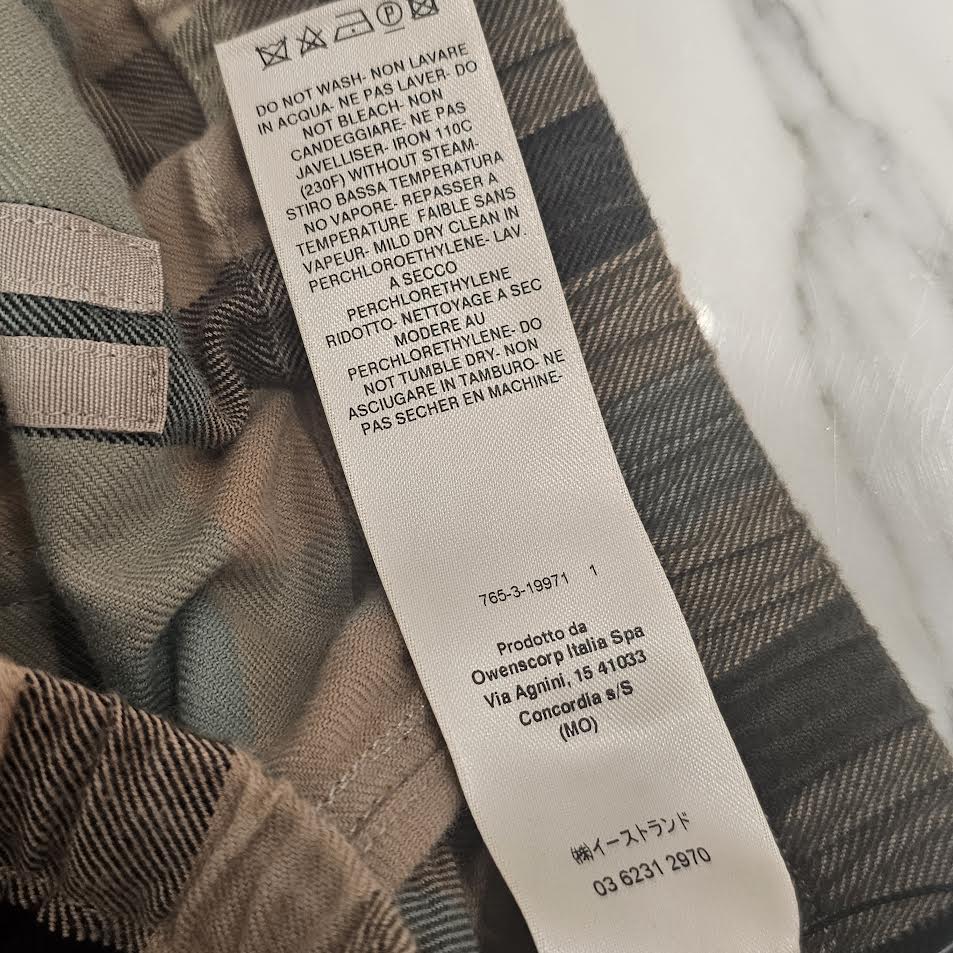 P
DO NOT WASH- NON LAVARE
IN ACQUA- NE PAS LAVER- DO
NOT BLEACH- NON
CANDEGGIARE- NE PAS
JAVELLISER- IRON 110C
(230F) WITHOUT STEAM-
STIRO BASSA TEMPERATURA
NO VAPORE- REPASSER A
TEMPERATURE FAIBLE SANS
VAPEUR- MILD DRY CLEAN IN
PERCHLOROETHYLENE- LAV.
A SECCO
PERCHLORETHYLENE
RIDOTTO- NETTOYAGE A SEC
MODERE AU
PERCHLORETHYLENE- DO
NOT TUMBLE DRY- NON
ASCIUGARE IN TAMBURO- NE
PAS SECHER EN MACHINE-
765-3-19971 1
Prodotto da
Owenscorp Italia Spa
Via Agnini, 15 41033
Concordia s/S
(MO)
㈱イーストランド
03 6231 2970